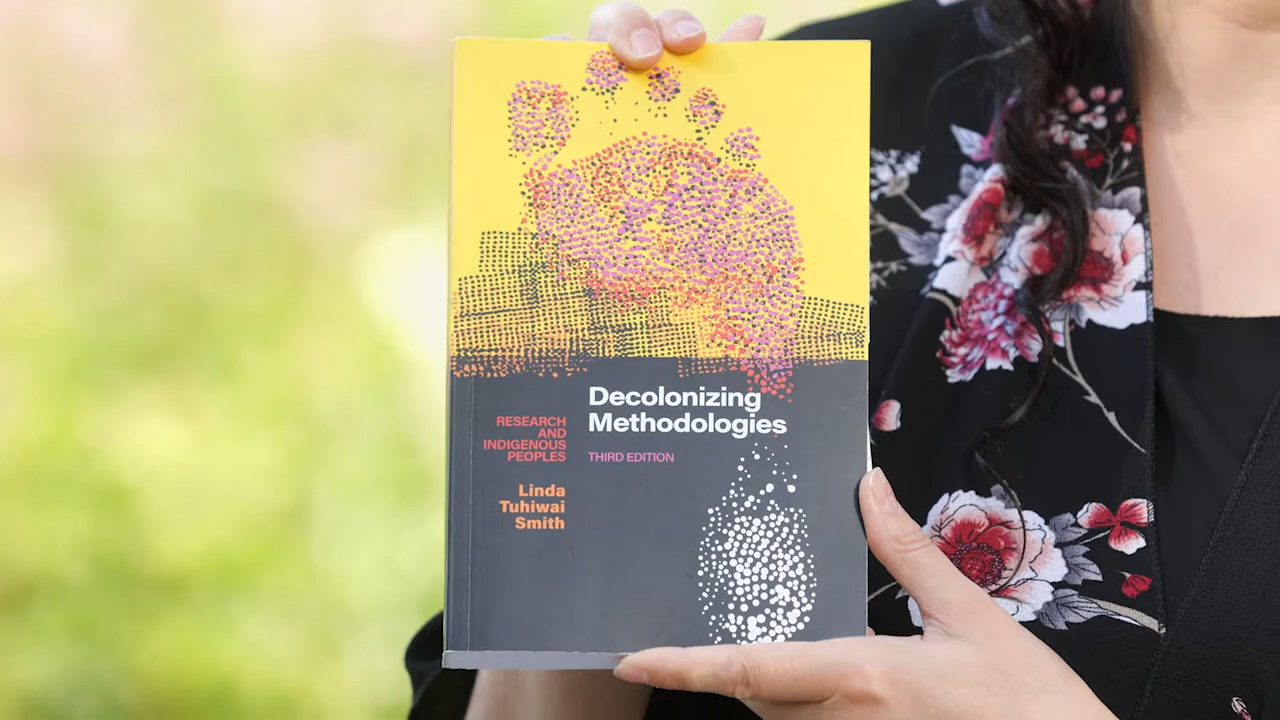 Decolonizing
Methodologies
RESEARCH
AND
INDIGENOUS
PEOPLES
THIRD EDITION
Linda
Tuhiwai
Smith